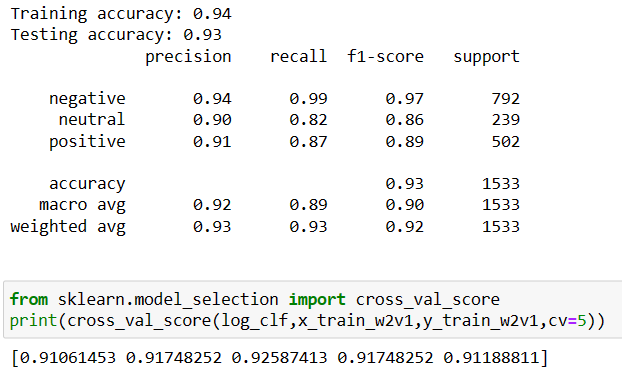 Training accuracy: 0.94
Testing accuracy: 0.93
precision recall f1-score support
negative 0.94 0.99 0.97 792
neutral 0.90 0.82 0.86 239
positive 0.91 0.87 0.89 502
accuracy 0.93 1533
macro avg 0.92 0.89 0.90 1533
weighted avg 0.93 0.93 0.92 1533
from sklearn.model_selection import cross_val_score
print(cross_val_score(log_clf,x_train_w2v1,y_train_w2v1,cv=5))
[0.91061453 0.91748252 0.92587413 0.91748252 0.91188811]